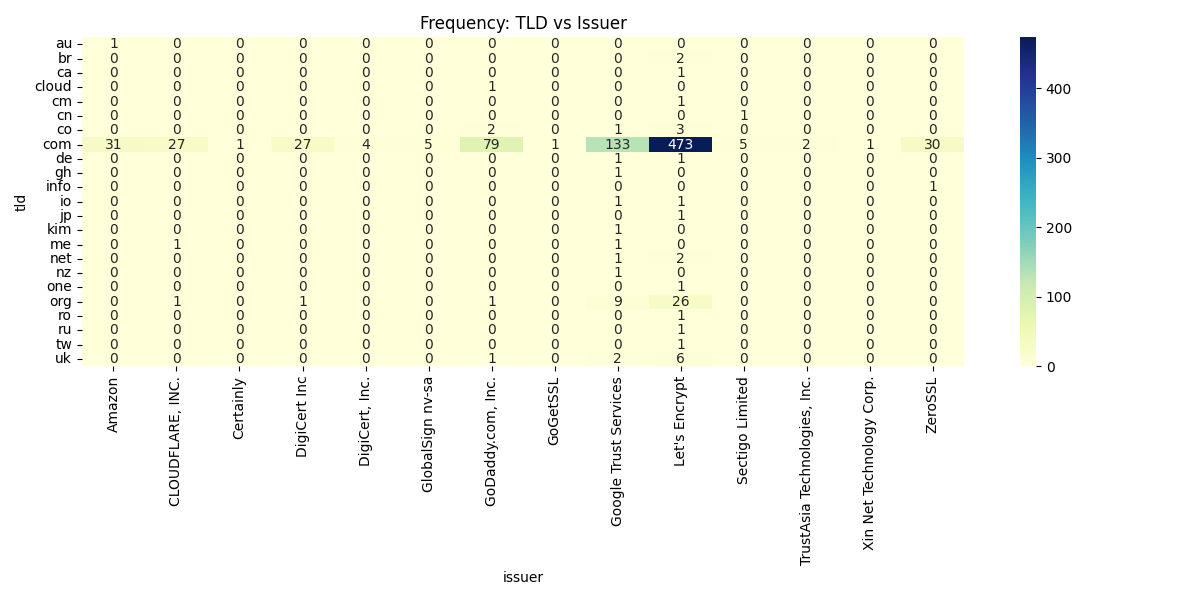 Frequency: TLD vs Issuer
tld
au 1 0 0 0 0 0 0 0 0 0 0 0 0 0
br 0 0 0 0 0 0 0 0 0 2 0 0 0 0
ca 0 0 0 0 0 0 0 0 0 1 0 0 0 0
cloud 0 0 0 0 0 0 1 0 0 0 0 0 0 0
cm 0 0 0 0 0 0 0 0 0 1 0 0 0 0
cn 0 0 0 0 0 0 0 0 0 0 1 0 0 0
co 0 0 0 0 0 0 2 0 1 3 0 0 0 0
com 31 27 1 27 4 5 79 1 133 473 5 2 1 30
de 0 0 0 0 0 0 0 0 1 1 0 0 0 0
gh 0 0 0 0 0 0 0 0 1 0 0 0 0 0
info 0 0 0 0 0 0 0 0 0 0 0 0 0 1
io 0 0 0 0 0 0 0 0 1 1 0 0 0 0
jp 0 0 0 0 0 0 0 0 0 1 0 0 0 0
kim 0 0 0 0 0 0 0 0 1 0 0 0 0 0
me 0 1 0 0 0 0 0 0 1 0 0 0 0 0
net 0 0 0 0 0 0 0 0 1 2 0 0 0 0
nz 0 0 0 0 0 0 0 0 1 0 0 0 0 0
one 0 0 0 0 0 0 0 0 0 1 0 0 0 0
org 0 1 0 1 0 0 1 0 9 26 0 0 0 0
ro 0 0 0 0 0 0 0 0 0 1 0 0 0 0
ru 0 0 0 0 0 0 0 0 0 1 0 0 0 0
tw 0 0 0 0 0 0 0 0 0 1 0 0 0 0
uk 0 0 0 0 0 0 1 0 2 6 0 0 0 0
Amazon
CLOUDFLARE, INC.
Certainly
DigiCert Inc
DigiCert, Inc.
GlobalSign nv-sa
GoDaddy.com, Inc.
GoGetSSL
Google Trust Services
Let's Encrypt
Sectigo Limited
TrustAsia Technologies, Inc.
Xin Net Technology Corp.
ZeroSSL
issuer
400
300
200
100
0